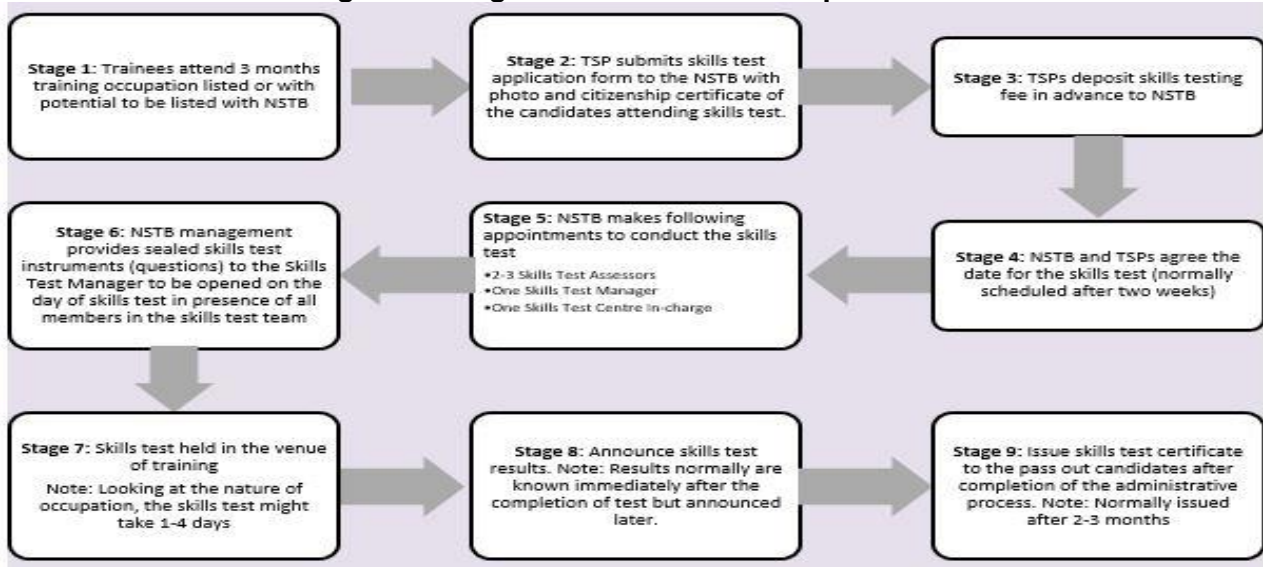 Stage 1: Trainees attend 3 months
training occupation listed or with
potential to be listed with NSTB
Stage 2: TSP submits skills test
application form to the NSTB with
photo and citizenship certificate of
the candidates attending skills test.
Stage 3: TSPs deposit skills testing
fee in advance to NSTB
Stage 4: NSTB and TSPs agree the
date for the skills test (normally
scheduled after two weeks)
Stage 5: NSTB makes following
appointments to conduct the skills
test
•2-3 Skills Test Assessors
•One Skills Test Manager
•One Skills Test Centre In-charge
Stage 6: NSTB management
provides sealed skills test
instruments (questions) to the Skills
Test Manager to be opened on the
day of skills test in presence of all
members in the skills test team
Stage 7: Skills test held in the venue
of training
Note: Looking at the nature of
occupation, the skills test might
take 1-4 days
Stage 8: Announce skills test
results. Note: Results normally are
known immediately after the
completion of test but announced
later.
Stage 9: Issue skills test certificate
to the pass out candidates after
completion of the administrative
process. Note: Normally issued
after 2-3 months